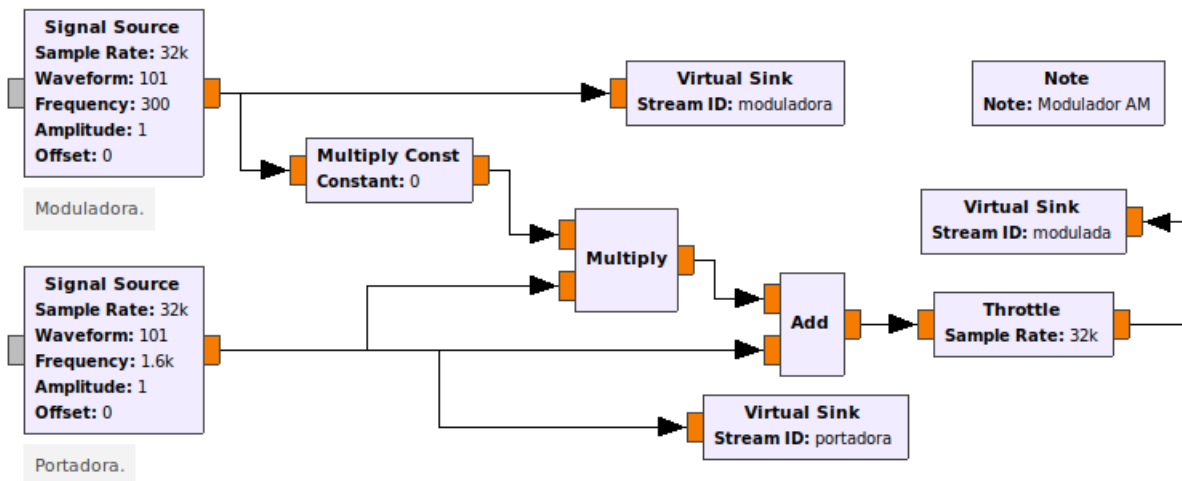 Signal Source
Sample Rate: 32k
Waveform: 101
Frequency: 300
Amplitude: 1
Offset: 0
Moduladora.
Multiply Const
Constant: 0
Virtual Sink
Stream ID: moduladora
Note
Note: Modulador AM
Signal Source
Sample Rate: 32k
Waveform: 101
Frequency: 1.6k
Amplitude: 1
Offset: 0
Portadora.
Multiply
Add
Virtual Sink
Stream ID: modulada
Throttle
Sample Rate: 32k
Virtual Sink
Stream ID: portadora